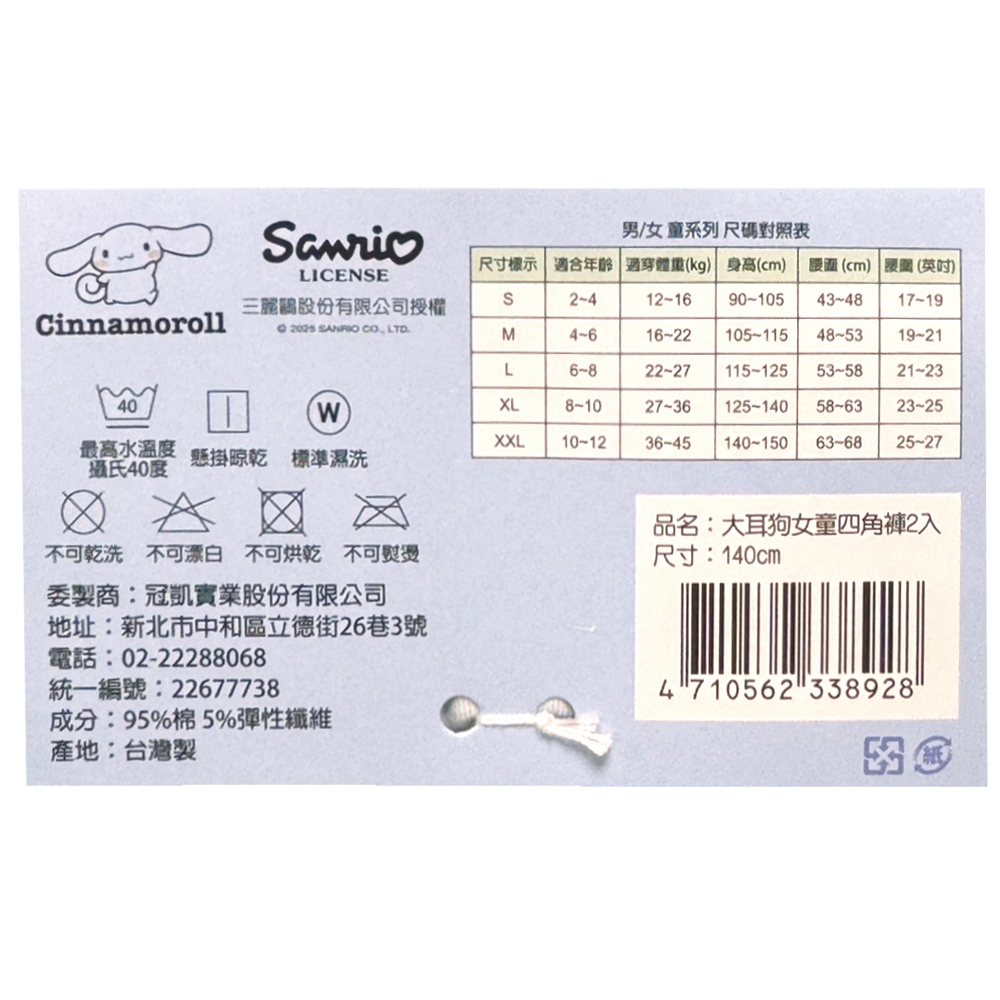 Cinnamoroll
Sanrio
LICENSE
三麗鷗股份有限公司授權
© 2025 SANRIO CO., LTD.
男/女 童系列 尺碼對照表
尺寸標示 適合年齡 適穿體重(kg) 身高(cm) 腰圍 (cm) 腰圍 (英吋)
S 2~4 12~16 90~105 43~48 17~19
M 4~6 16~22 105~115 48~53 19~21
L 6~8 22~27 115~125 53~58 21~23
XL 8~10 27~36 125~140 58~63 23~25
XXL 10~12 36~45 140~150 63~68 25~27
40 W
最高水溫度
攝氏40度
懸掛晾乾
標準濕洗
不可乾洗 不可漂白 不可烘乾 不可熨燙
委製商：冠凱實業股份有限公司
地址：新北市中和區立德街26巷3號
電話：02-22288068
統一編號：22677738
成分：95%棉 5%彈性纖維
產地：台灣製
品名：大耳狗女童四角褲2入
尺寸：140cm
4 710562 338928
紙